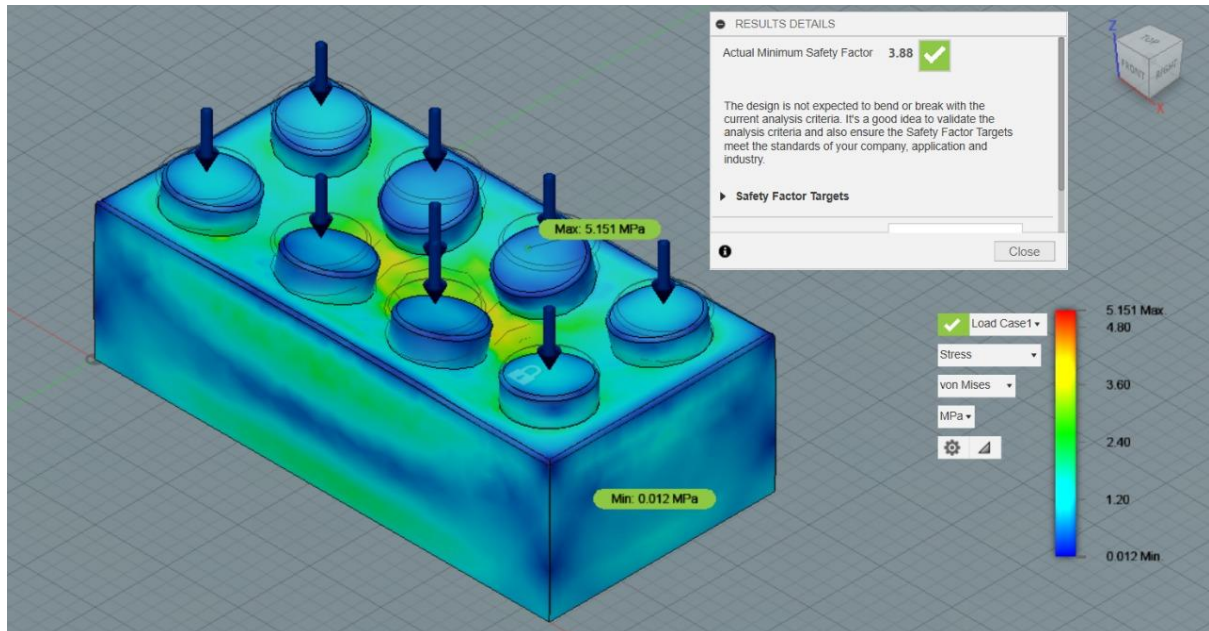 RESULTS DETAILS
Actual Minimum Safety Factor 3.88
The design is not expected to bend or break with the
current analysis criteria. It's a good idea to validate the
analysis criteria and also ensure the Safety Factor Targets
meet the standards of your company, application and
industry.
Safety Factor Targets
Close
Z
TOP
FRONT
RIGHT
X
Max: 5.151 MPa
Min: 0.012 MPa
Load Case1
Stress
von Mises
MPa
5.151 Max.
4.80
3.60
2.40
1.20
0.012 Min.